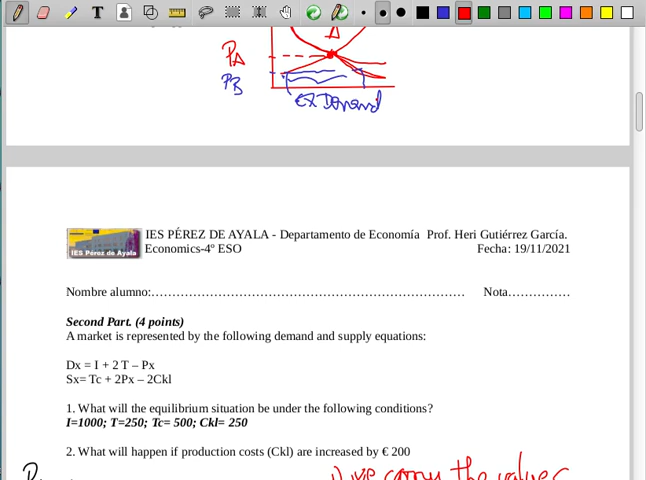 A
PA
PB
ex Demand
IES PÉREZ DE AYALA - Departamento de Economía Prof. Heri Gutiérrez García.
IES Pérez de Ayala
Economics-4º ESO Fecha: 19/11/2021
Nombre alumno:…………………………………………………………… Nota……………
Second Part. (4 points)
A market is represented by the following demand and supply equations:
Dx = I + 2 T – Px
Sx= Tc + 2Px – 2Ckl
1. What will the equilibrium situation be under the following conditions?
I=1000; T=250; Tc= 500; Ckl= 250
2. What will happen if production costs (Ckl) are increased by € 200
1) we carry the values